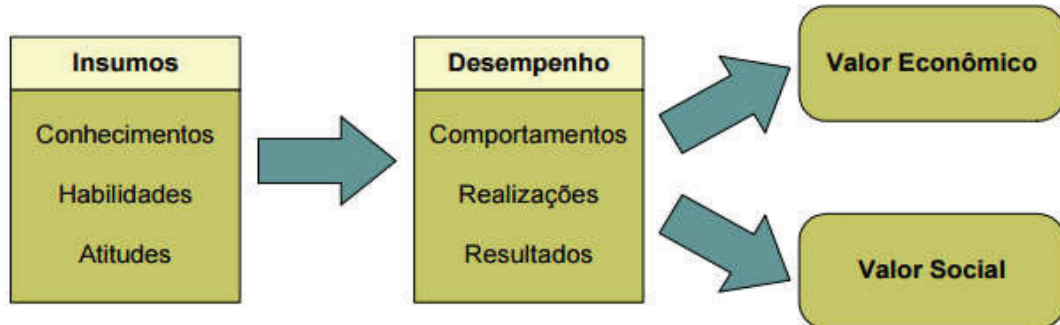 Insumos
Conhecimentos
Habilidades
Atitudes
Desempenho
Comportamentos
Realizações
Resultados
Valor Econômico
Valor Social